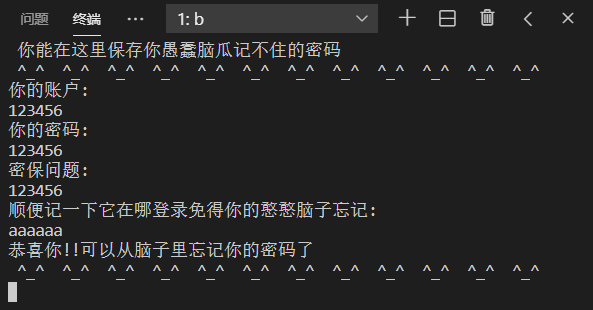 问题 终端 ··· 1: b
你能在这里保存你愚蠢脑瓜记不住的密码
^_^ ^_^ ^_^ ^_^ ^_^ ^_^ ^_^ ^_^ ^_^ ^_^ ^_^ ^_^
你的账户:
123456
你的密码:
123456
密保问题:
123456
顺便记一下它在哪登录免得你的憨憨脑子忘记:
aaaaaa
恭喜你!!可以从脑子里忘记你的密码了
^_^ ^_^ ^_^ ^_^ ^_^ ^_^ ^_^ ^_^ ^_^ ^_^ ^_^ ^_^